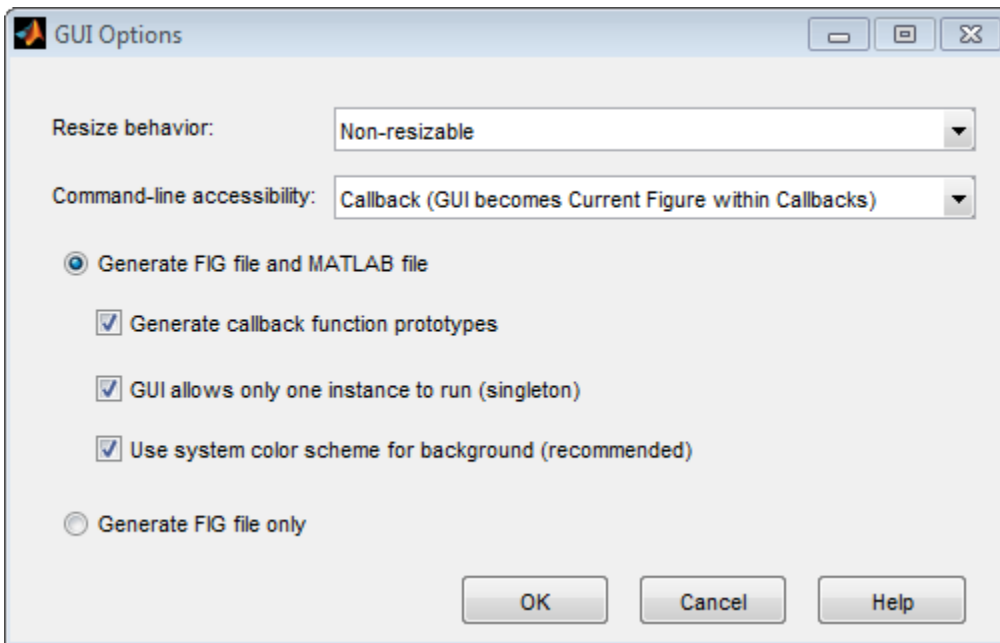 GUI Options
Resize behavior: Non-resizable
Command-line accessibility: Callback (GUI becomes Current Figure within Callbacks)
Generate FIG file and MATLAB file
Generate callback function prototypes
GUI allows only one instance to run (singleton)
Use system color scheme for background (recommended)
Generate FIG file only
OK Cancel Help